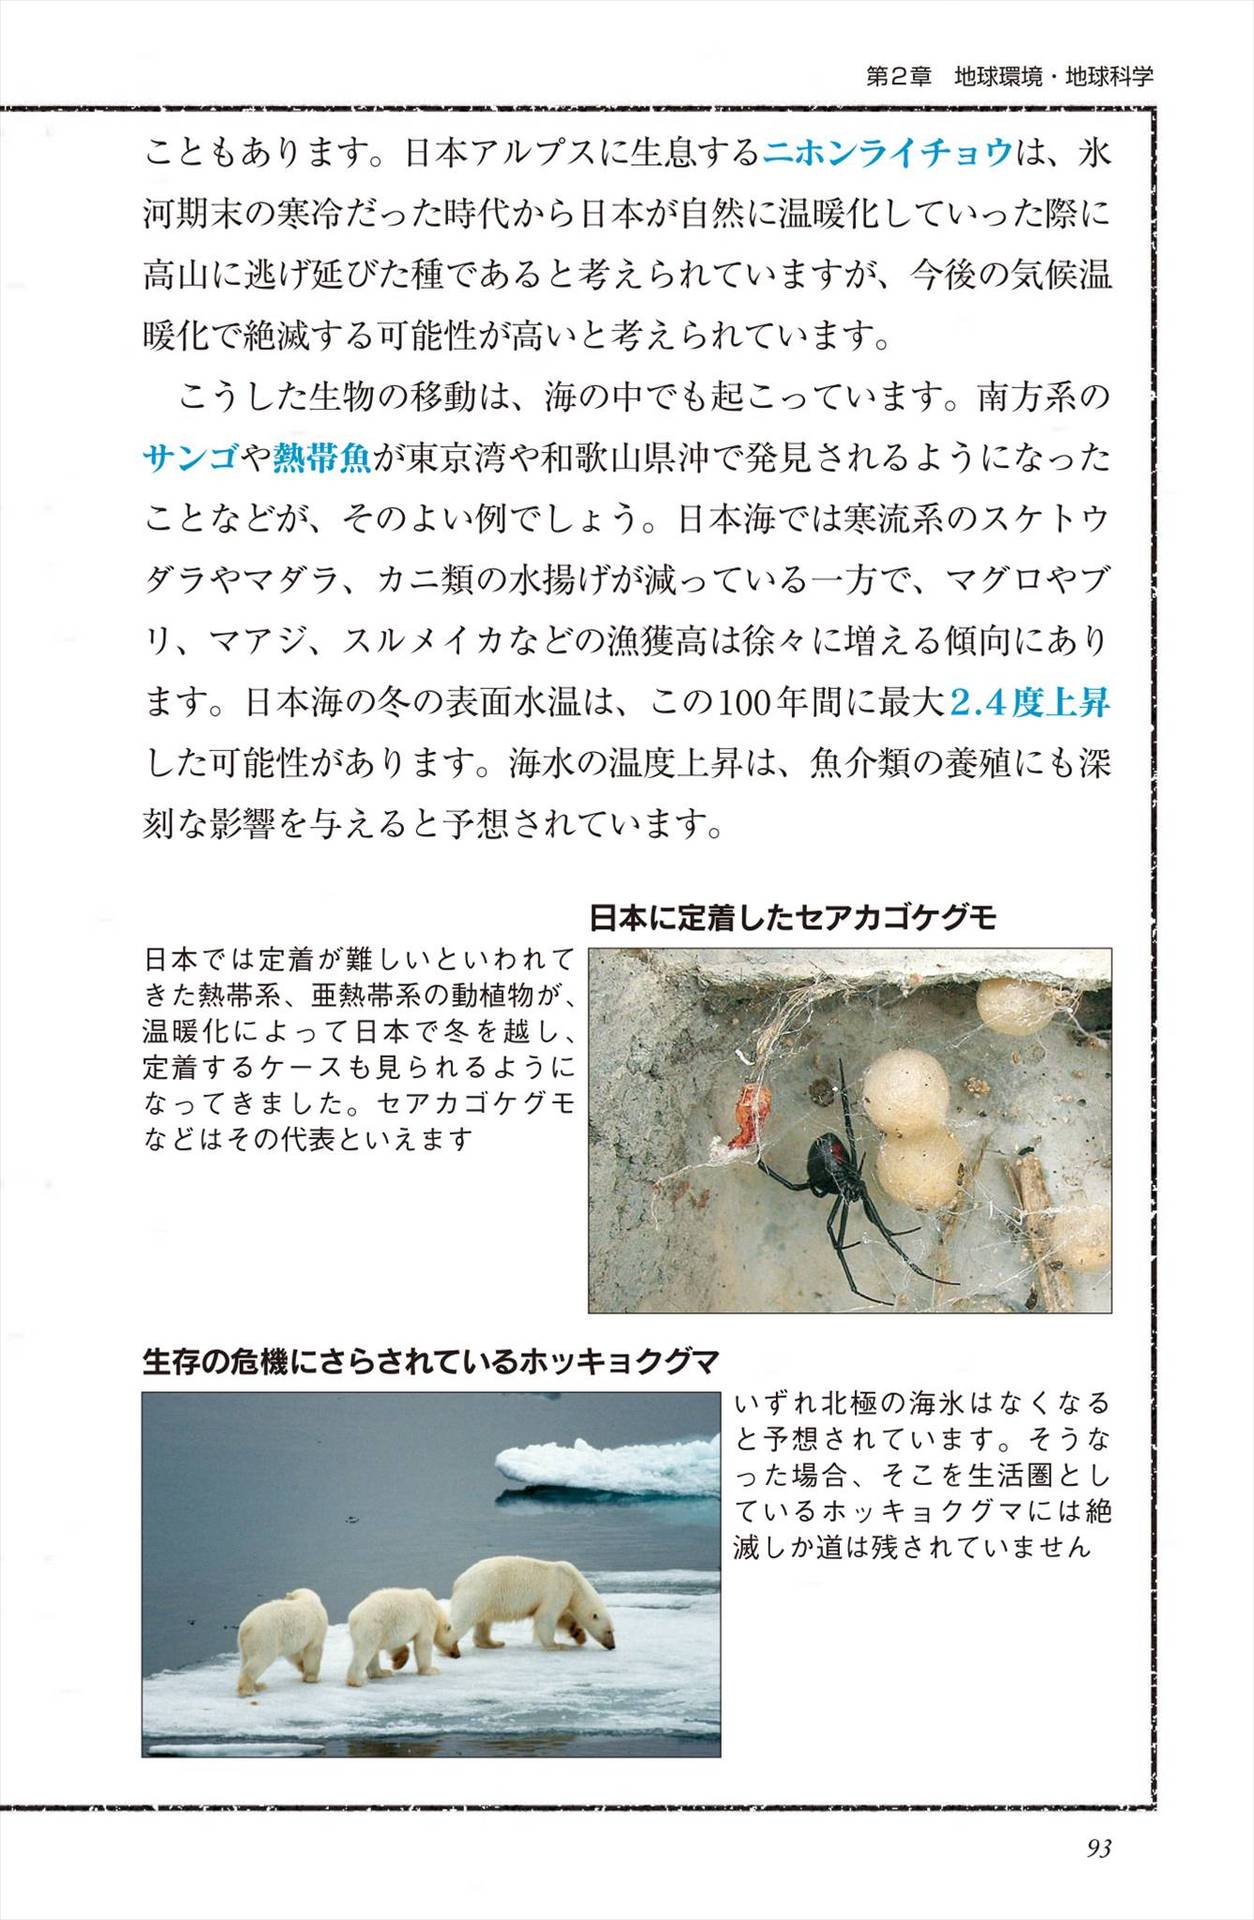 第2章　地球環境・地球科学
こともあります。日本アルプスに生息するニホンライチョウは、氷
河期末の寒冷だった時代から日本が自然に温暖化していった際に
高山に逃げ延びた種であると考えられていますが、今後の気候温
暖化で絶滅する可能性が高いと考えられています。
　こうした生物の移動は、海の中でも起こっています。南方系の
サンゴや熱帯魚が東京湾や和歌山県沖で発見されるようになった
ことなどが、そのよい例でしょう。日本海では寒流系のスケトウ
ダラやマダラ、カニ類の水揚げが減っている一方で、マグロやブ
リ、マアジ、スルメイカなどの漁獲高は徐々に増える傾向にあり
ます。日本海の冬の表面水温は、この100年間に最大2.4度上昇
した可能性があります。海水の温度上昇は、魚介類の養殖にも深
刻な影響を与えると予想されています。
日本に定着したセアカゴケグモ
日本では定着が難しいといわれて
きた熱帯系、亜熱帯系の動植物が、
温暖化によって日本で冬を越し、
定着するケースも見られるように
なってきました。セアカゴケグモ
などはその代表といえます
生存の危機にさらされているホッキョクグマ
いずれ北極の海氷はなくなる
と予想されています。そうな
った場合、そこを生活圏とし
ているホッキョクグマには絶
滅しか道は残されていません
93